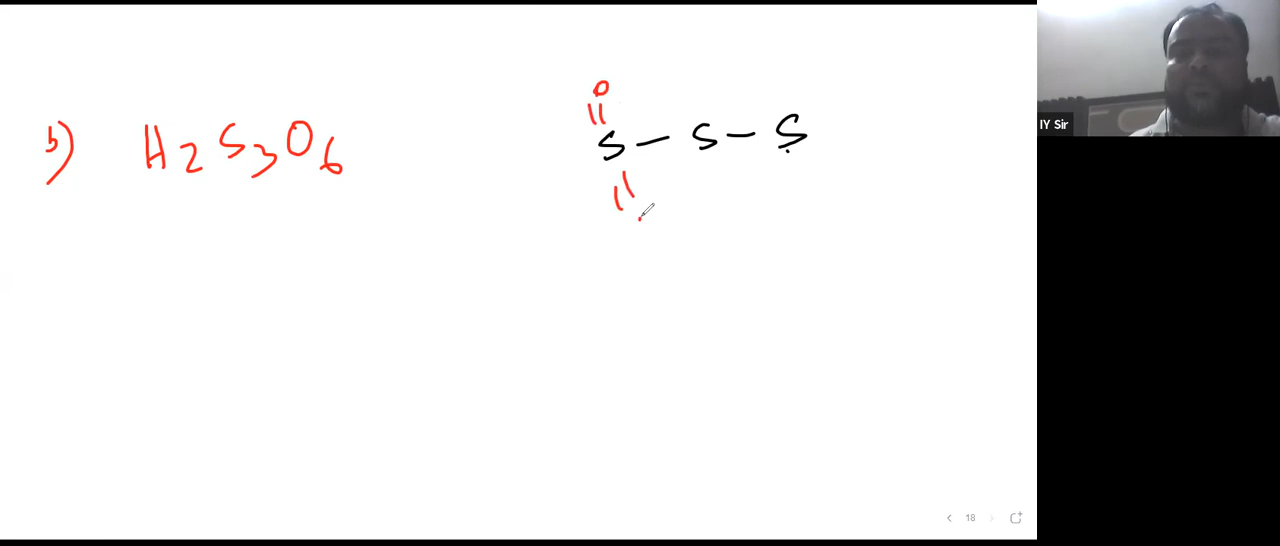 b) H2S3O6
O
||
S — S — S
||
IY Sir
18